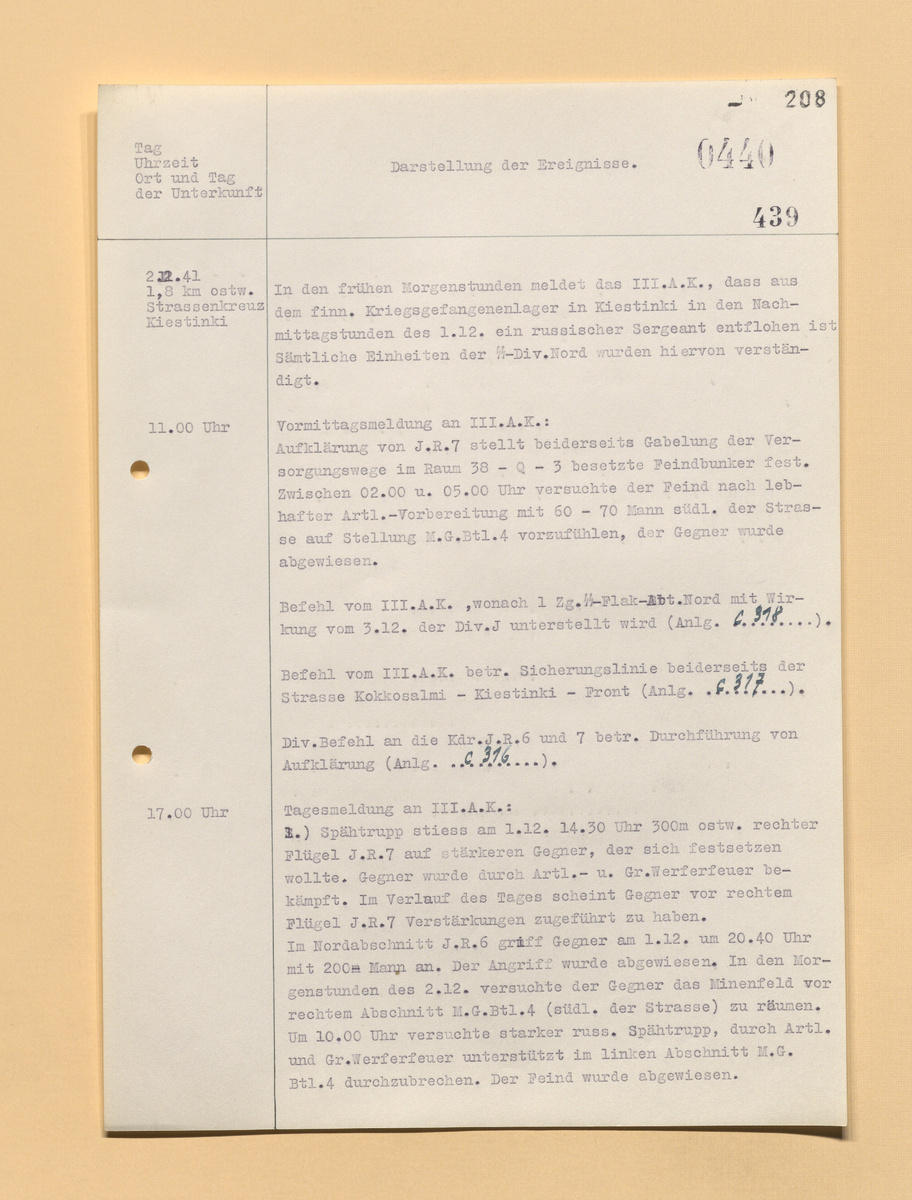 208
0440
439
Tag
Uhrzeit
Ort und Tag
der Unterkunft
Darstellung der Ereignisse.
2.12.41
1,8 km ostw.
Strassenkreuz
Kiestinki
In den frühen Morgenstunden meldet das III.A.K., dass aus
dem finn. Kriegsgefangenenlager in Kiestinki in den Nach-
mittagstunden des 1.12. ein russischer Sergeant entflohen ist
Sämtliche Einheiten der ᛋᛋ-Div.Nord wurden hiervon verstän-
digt.
11.00 Uhr
Vormittagsmeldung an III.A.K.:
Aufklärung von J.R.7 stellt beiderseits Gabelung der Ver-
sorgungswege im Raum 38 - Q - 3 besetzte Feindbunker fest.
Zwischen 02.00 u. 05.00 Uhr versuchte der Feind nach leb-
hafter Artl.-Vorbereitung mit 60 - 70 Mann südl. der Stras-
se auf Stellung M.G.Btl.4 vorzufühlen, der Gegner wurde
abgewiesen.
Befehl vom III.A.K. ,wonach 1 Zg.ᛋᛋ-Flak-Abt.Nord mit Wir-
kung vom 3.12. der Div.J unterstellt wird (Anlg. C.318....).
Befehl vom III.A.K. betr. Sicherungslinie beiderseits der
Strasse Kokkosalmi - Kiestinki - Front (Anlg. .C.317...).
Div.Befehl an die Kdr.J.R.6 und 7 betr. Durchführung von
Aufklärung (Anlg. ..C.316....).
17.00 Uhr
Tagesmeldung an III.A.K.:
1.) Spähtrupp stiess am 1.12. 14.30 Uhr 300m ostw. rechter
Flügel J.R.7 auf stärkeren Gegner, der sich festsetzen
wollte. Gegner wurde durch Artl.- u. Gr.Werferfeuer be-
kämpft. Im Verlauf des Tages scheint Gegner vor rechtem
Flügel J.R.7 Verstärkungen zugeführt zu haben.
Im Nordabschnitt J.R.6 griff Gegner am 1.12. um 20.40 Uhr
mit 200 Mann an. Der Angriff wurde abgewiesen. In den Mor-
genstunden des 2.12. versuchte der Gegner das Minenfeld vor
rechtem Abschnitt M.G.Btl.4 (südl. der Strasse) zu räumen.
Um 10.00 Uhr versuchte starker russ. Spähtrupp, durch Artl.
und Gr.Werferfeuer unterstützt im linken Abschnitt M.G.
Btl.4 durchzubrechen. Der Feind wurde abgewiesen.